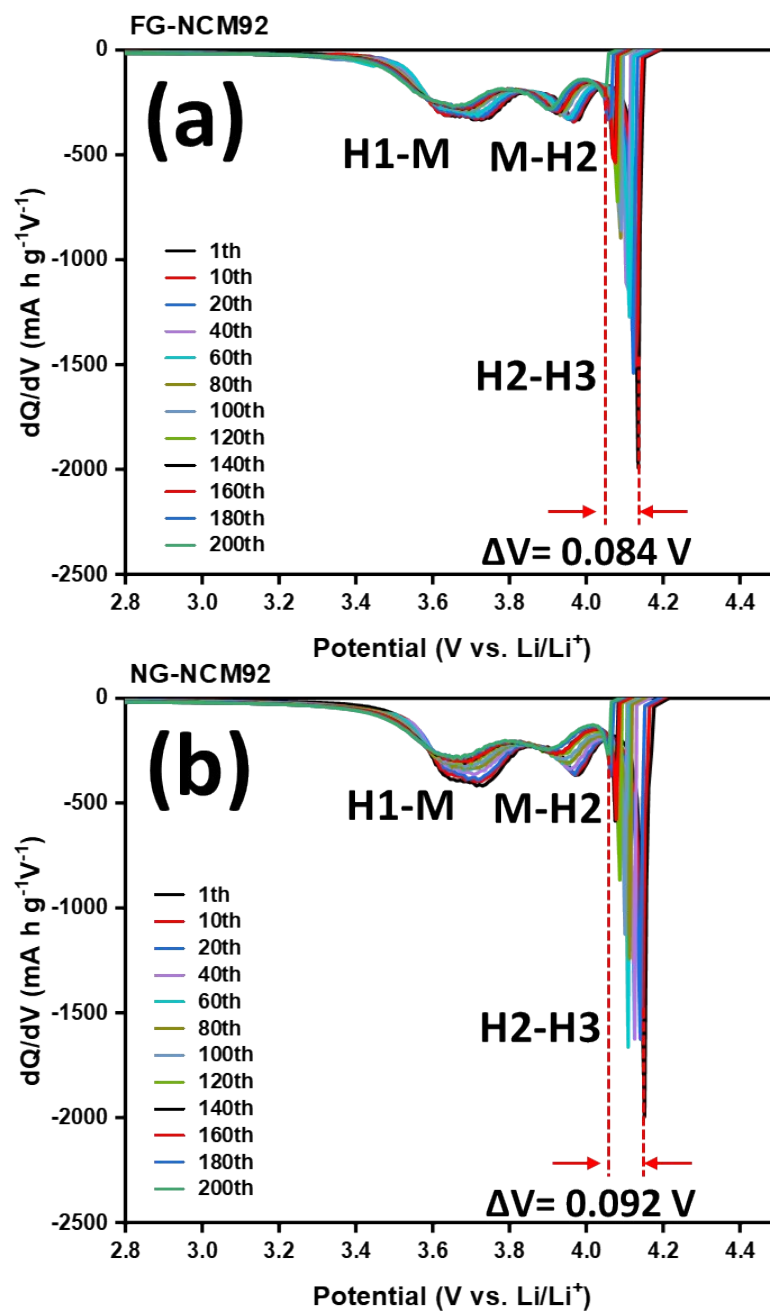 FG-NCM92
(a)
0
-500
-1000
-1500
-2000
-2500
dQ/dV (mA h g⁻¹V⁻¹)
H1-M
M-H2
H2-H3
1th
10th
20th
40th
60th
80th
100th
120th
140th
160th
180th
200th
ΔV= 0.084 V
2.8 3.0 3.2 3.4 3.6 3.8 4.0 4.2 4.4
Potential (V vs. Li/Li⁺)
NG-NCM92
(b)
0
-500
-1000
-1500
-2000
-2500
dQ/dV (mA h g⁻¹V⁻¹)
H1-M
M-H2
H2-H3
1th
10th
20th
40th
60th
80th
100th
120th
140th
160th
180th
200th
ΔV= 0.092 V
2.8 3.0 3.2 3.4 3.6 3.8 4.0 4.2 4.4
Potential (V vs. Li/Li⁺)